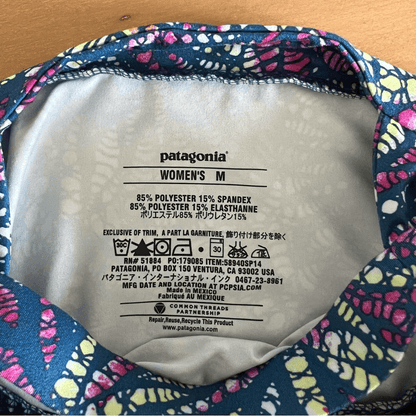 patagonia®
WOMEN'S M
85% POLYESTER 15% SPANDEX
85% POLYESTER 15% ELASTHANNE
ポリエステル85% ポリウレタン15%
EXCLUSIVE OF TRIM, A PART LA GARNITURE, 飾り付け部分を除く
30
RN# 51884 PO:179085 ITEM:58940SP14
PATAGONIA, PO BOX 150 VENTURA, CA 93002 USA
パタゴニア・インターナショナル・インク 0467-23-8961
MFG DATE AND LOCATION AT PCPSIA.COM
Made in MEXICO
Fabriqué AU MEXIQUE
COMMON THREADS
PARTNERSHIP
Repair,Reuse,Recycle This Product
www.patagonia.com